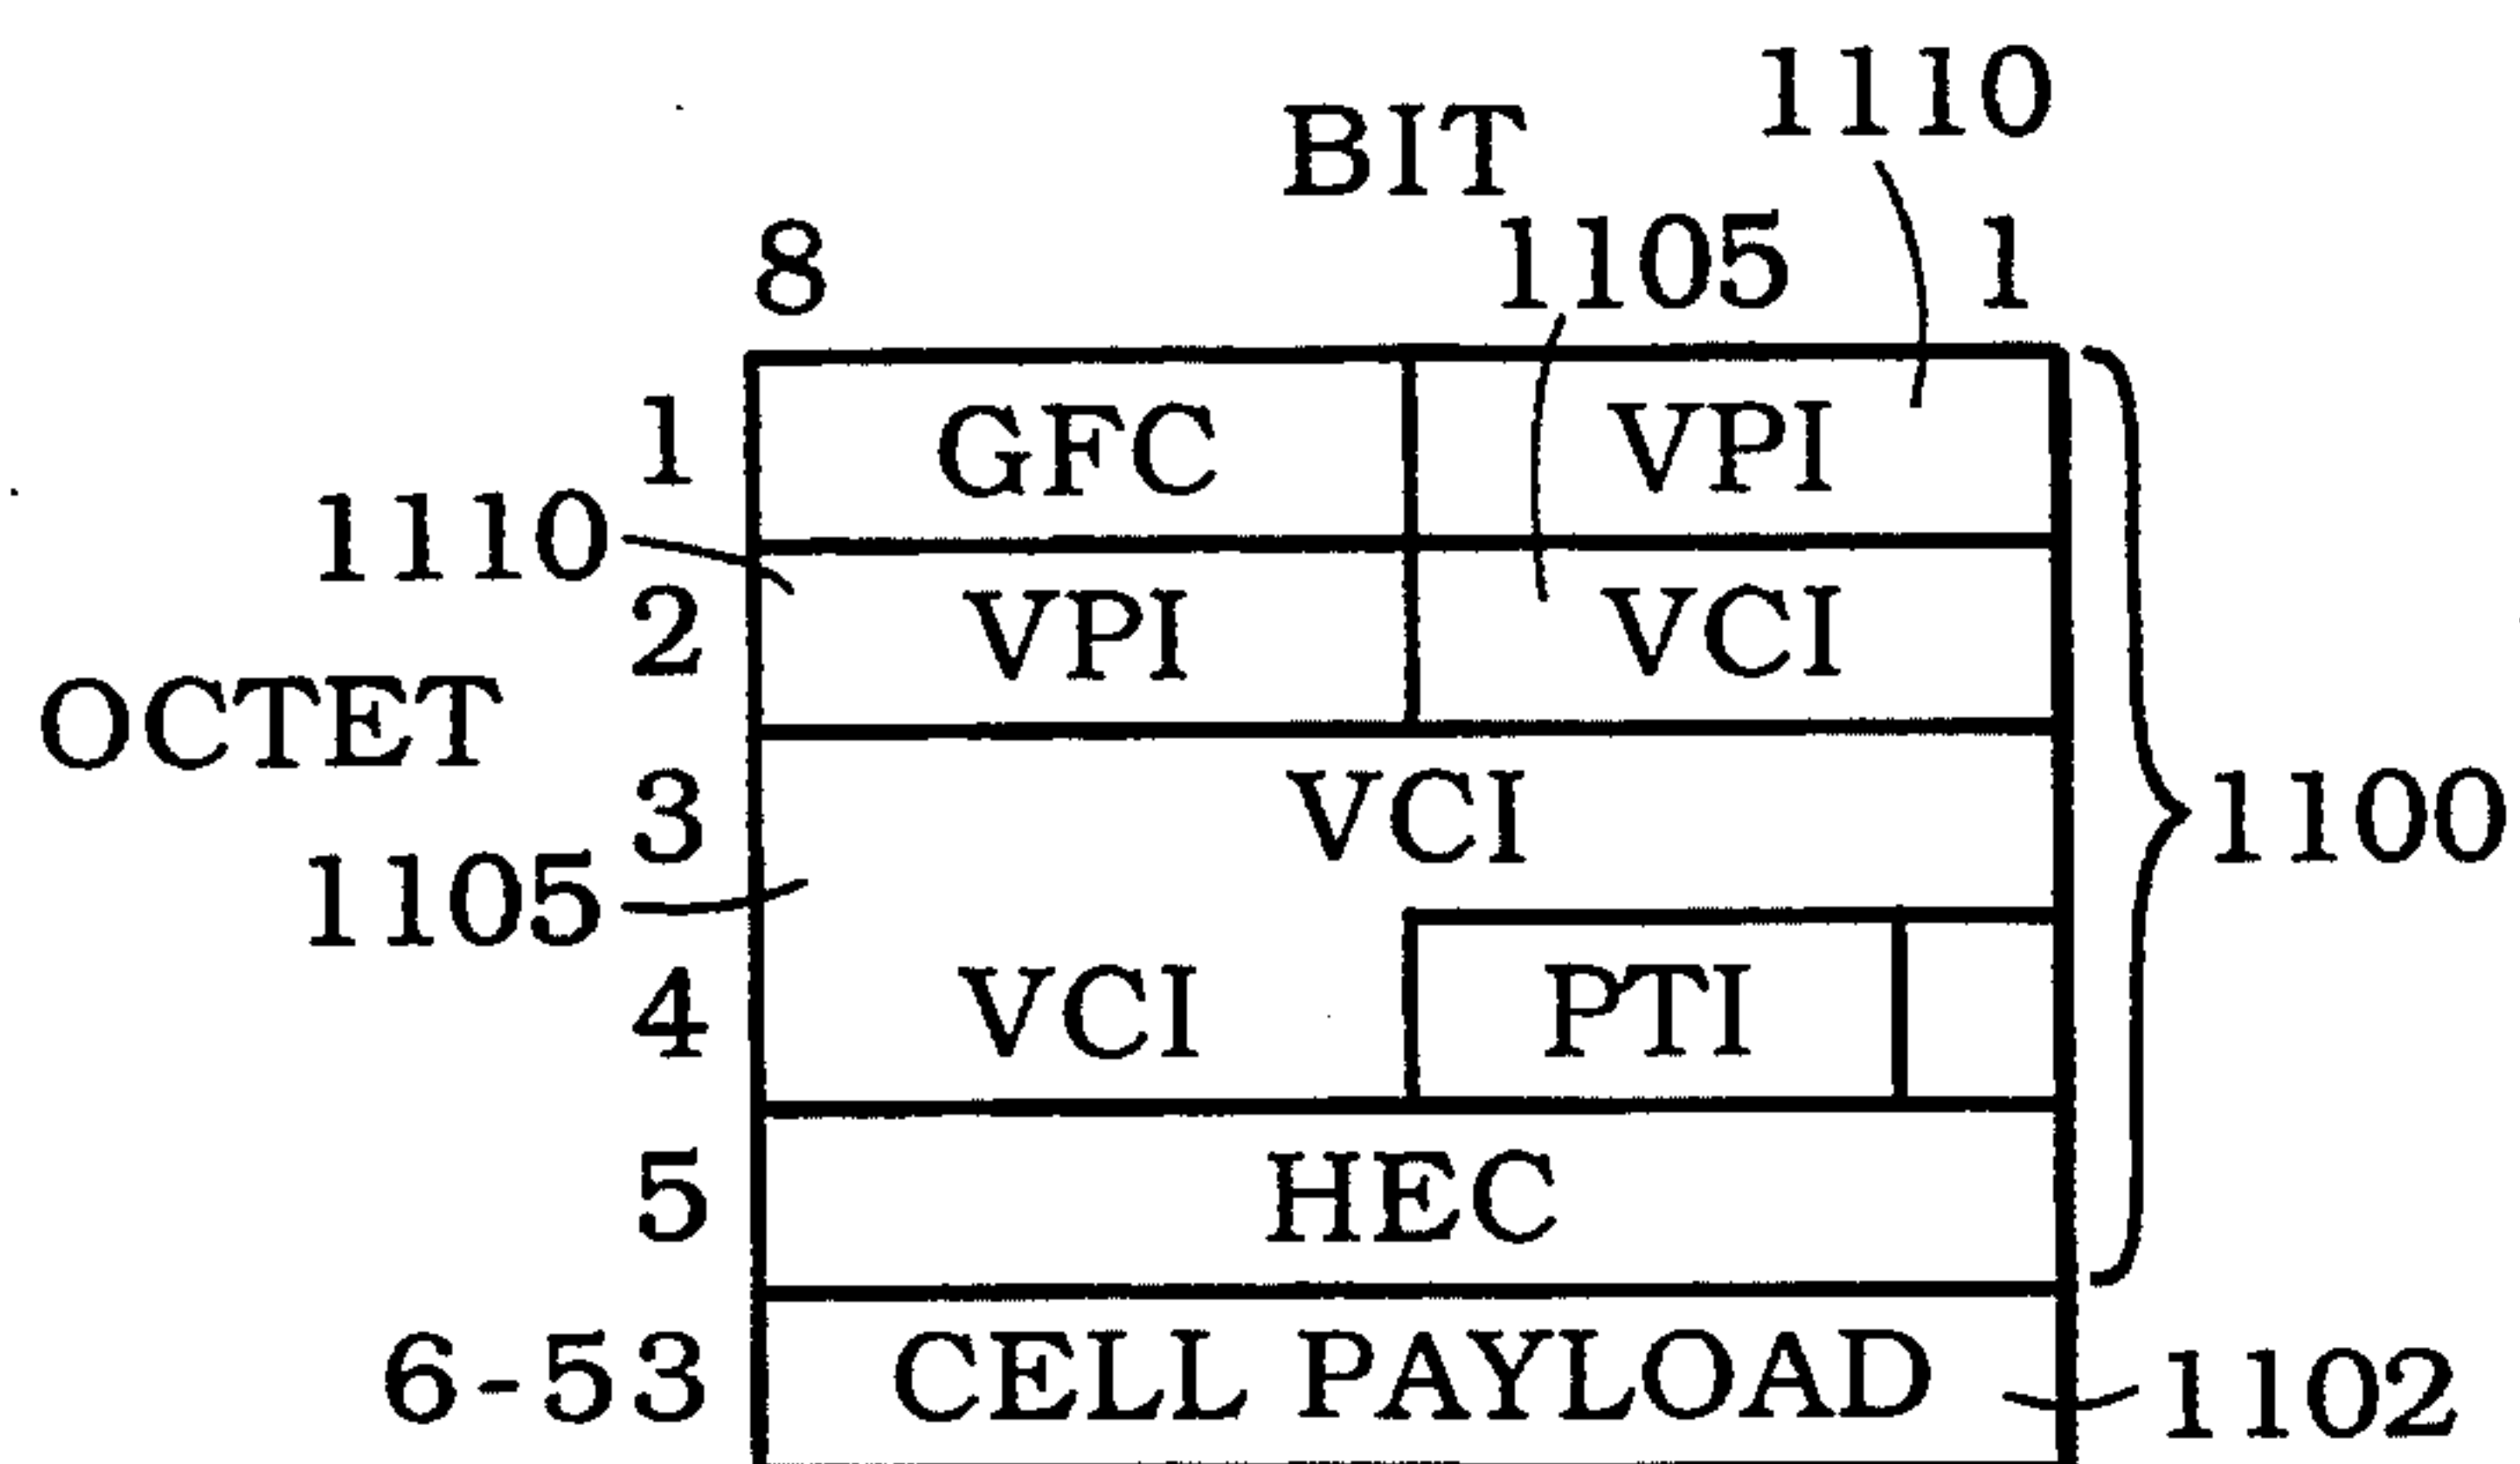 1110
BIT
8 1105 1
1 GFC VPI
1110
2 VPI VCI
OCTET
3 VCI 1100
1105
4 VCI PTI
5 HEC
6-53 CELL PAYLOAD 1102